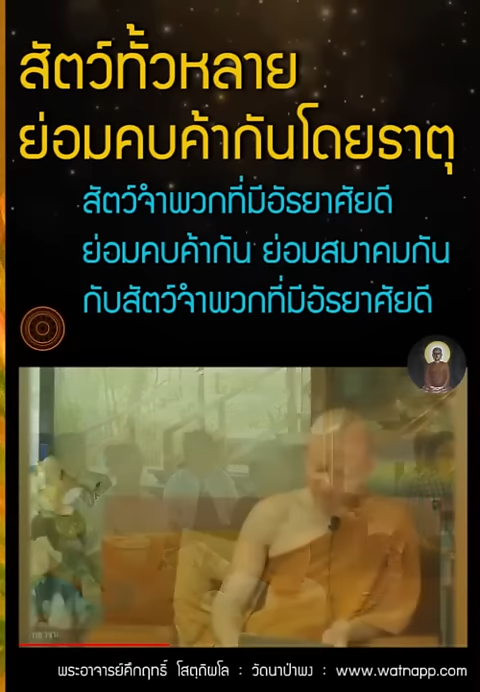 สัตว์ทั้วหลาย
ย่อมคบค้ากันโดยธาตุ
สัตว์จำพวกที่มีอัธยาศัยดี
ย่อมคบค้ากัน ย่อมสมาคมกัน
กับสัตว์จำพวกที่มีอัธยาศัยดี
พระอาจารย์คึกฤทธิ์ โสตฺถิผโล : วัดนาป่าพง : www.watnapp.com